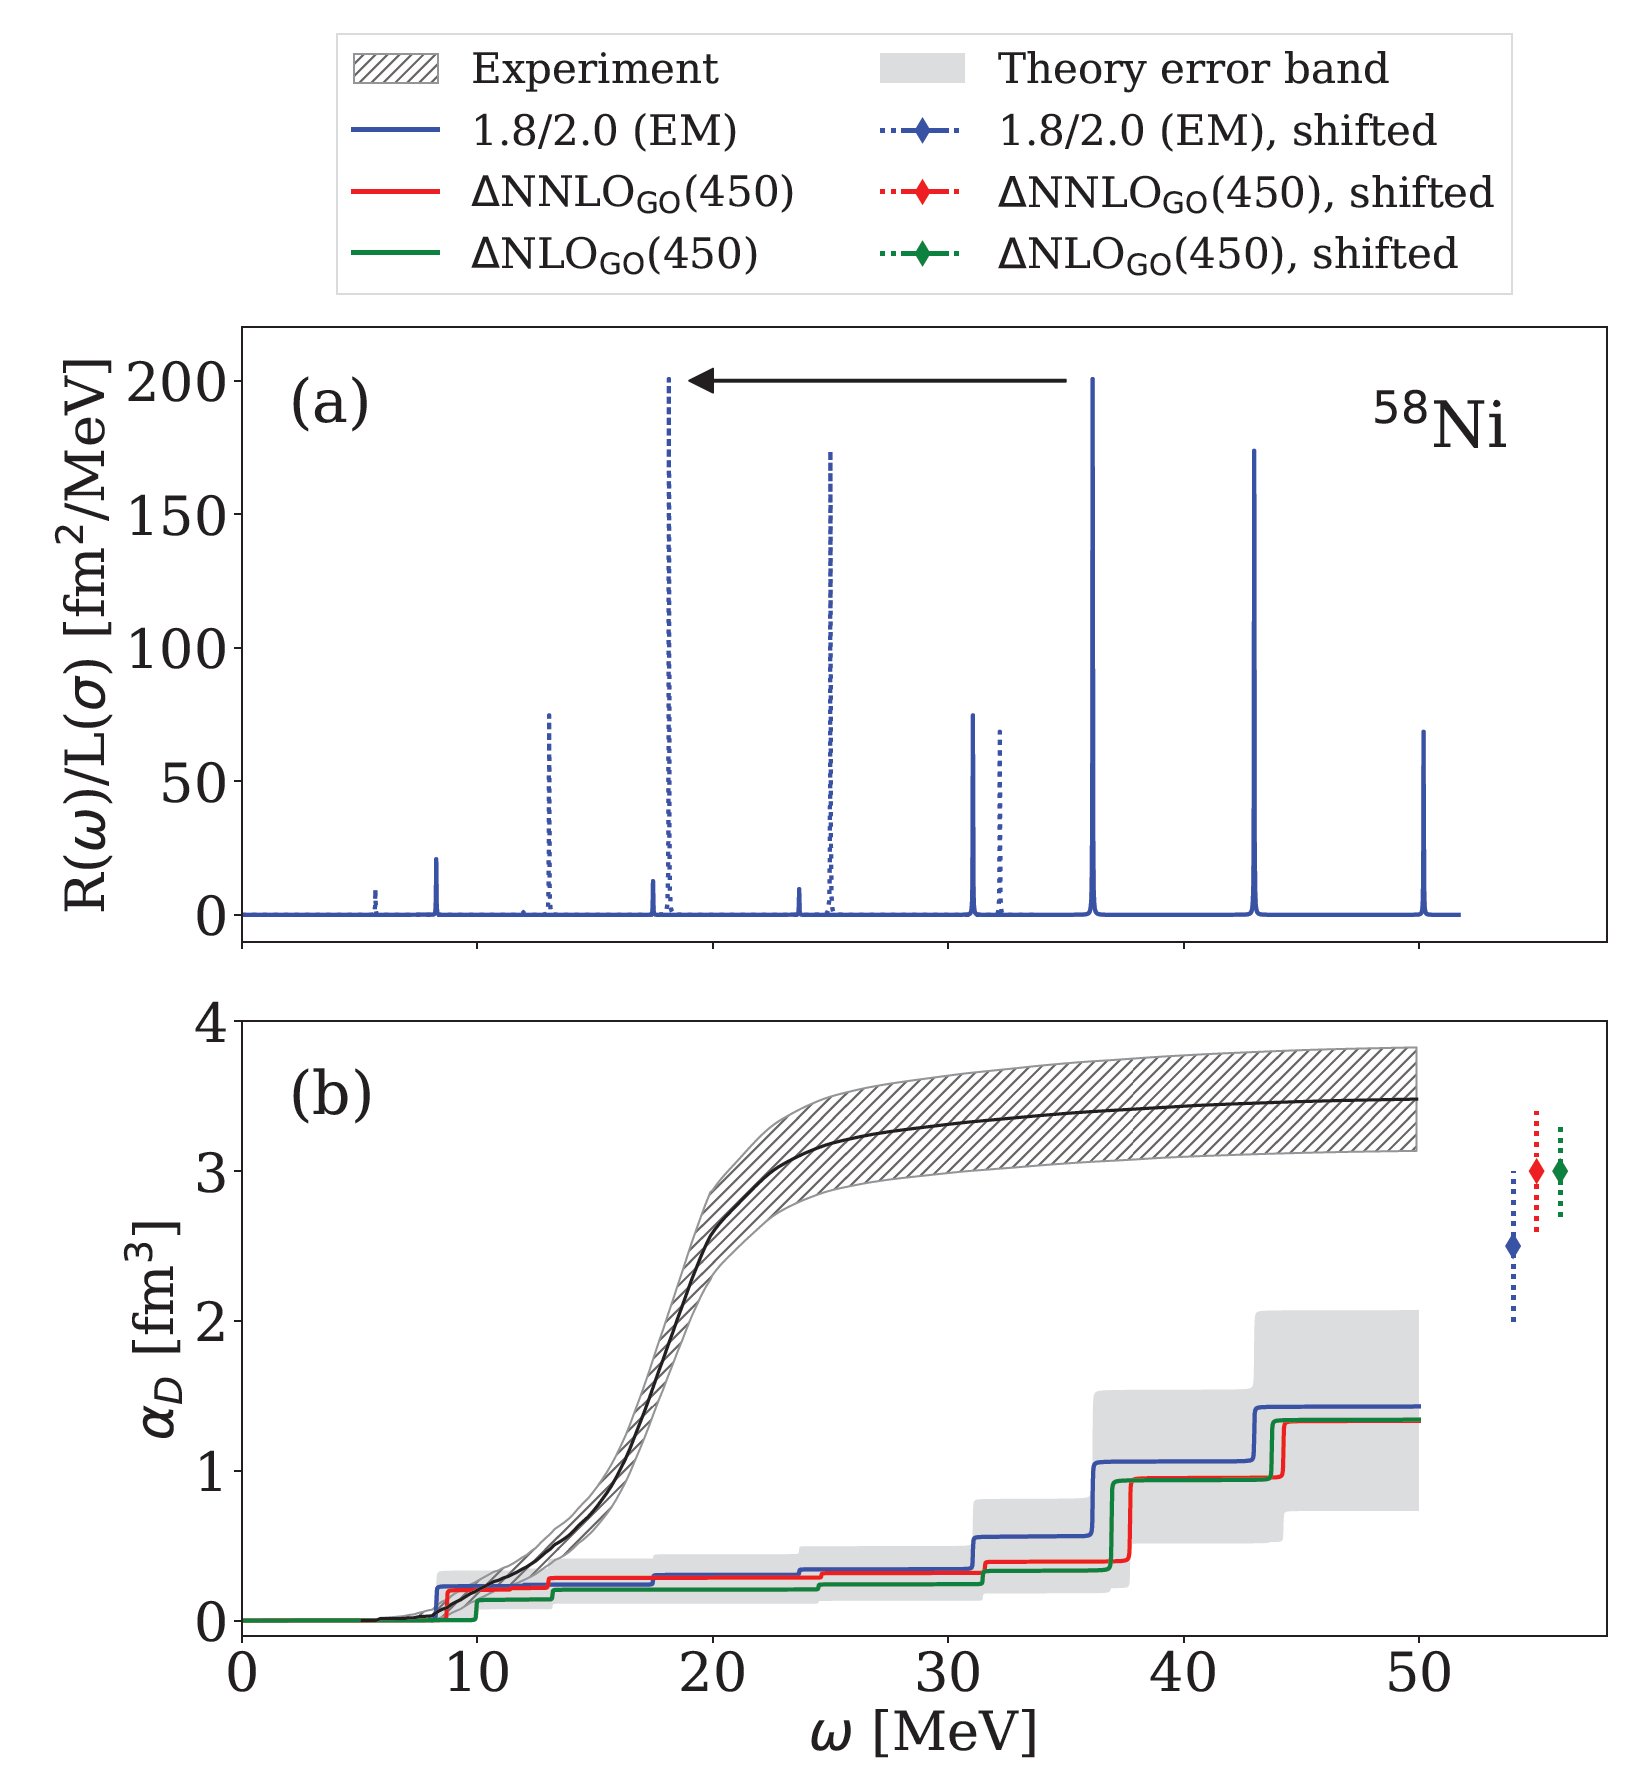 Experiment
Theory error band
1.8/2.0 (EM)
1.8/2.0 (EM), shifted
ΔNNLO_GO(450)
ΔNNLO_GO(450), shifted
ΔNLO_GO(450)
ΔNLO_GO(450), shifted
R(ω)/L(σ) [fm²/MeV]
200
150
100
50
0
(a)
⁵⁸Ni
α_D [fm³]
4
3
2
1
0
(b)
0 10 20 30 40 50
ω [MeV]